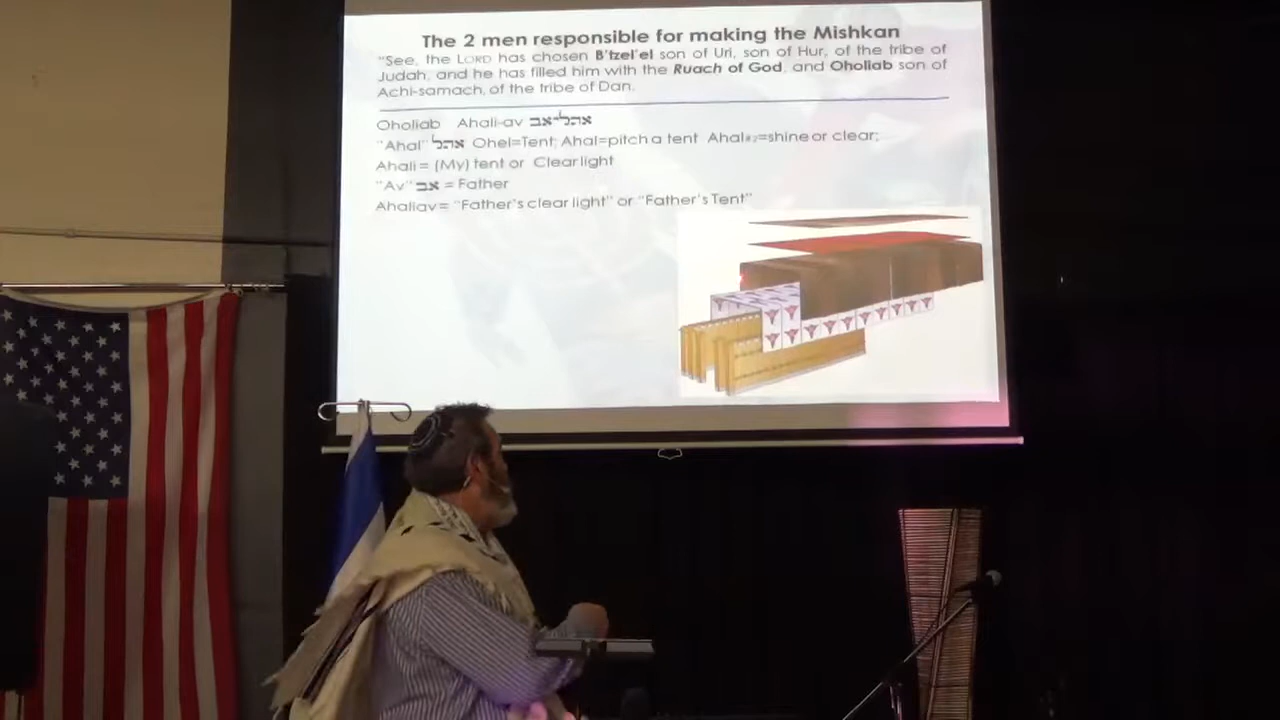 The 2 men responsible for making the Mishkan
"See, the LORD has chosen B'tzel'el son of Uri, son of Hur, of the tribe of
Judah, and he has filled him with the Ruach of God, and Oholiab son of
Achi-samach, of the tribe of Dan.
Oholiab Ahali-av אהלי-אב
"Ahal" אהל Ohel=Tent; Ahal=pitch a tent Ahal#2=shine or clear;
Ahali = (My) tent or Clear light
"Av" אב = Father
Ahaliav= "Father's clear light" or "Father's Tent"